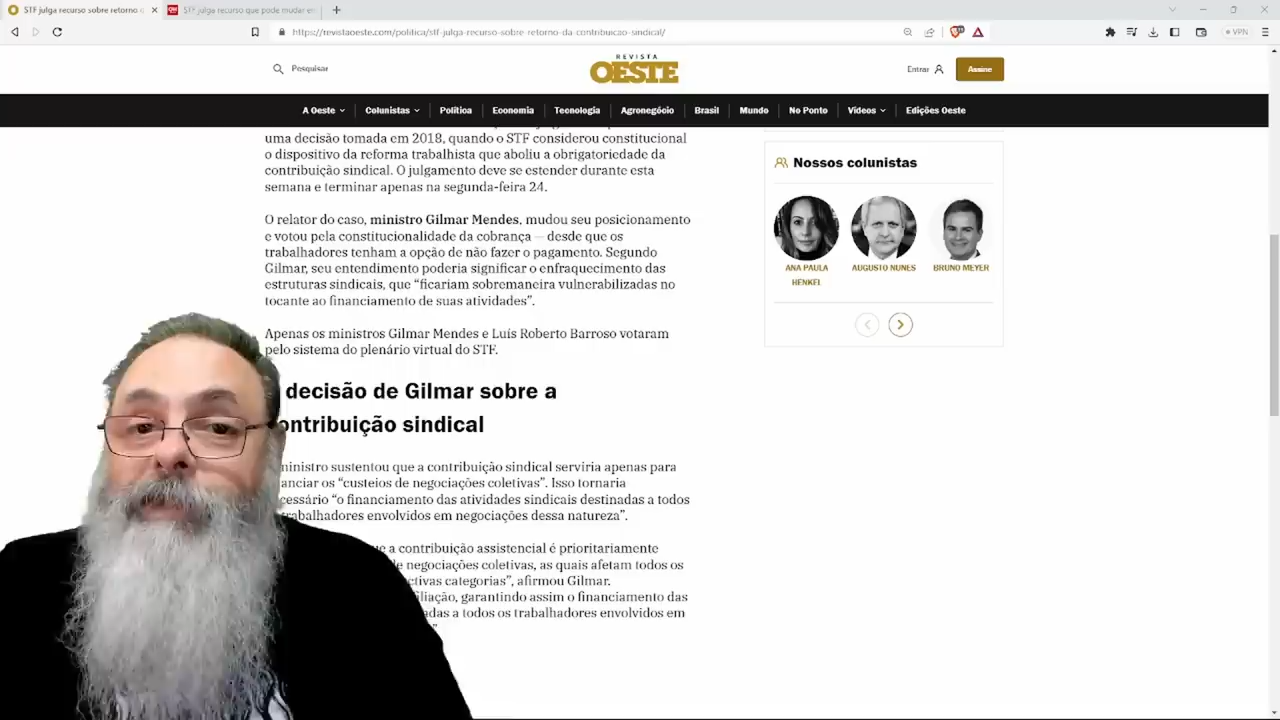 STF julga recurso sobre retorno
STF julga recurso que pode mudar
https://revistaoeste.com/politica/stf-julga-recurso-sobre-retorno-da-contribuicao-sindical/
VPN
Pesquisar
REVISTA
OESTE
Entrar
Assine
A Oeste
Colunistas
Política
Economia
Tecnologia
Agronegócio
Brasil
Mundo
No Ponto
Vídeos
Edições Oeste
uma decisão tomada em 2018, quando o STF considerou constitucional
o dispositivo da reforma trabalhista que aboliu a obrigatoriedade da
contribuição sindical. O julgamento deve se estender durante esta
semana e terminar apenas na segunda-feira 24.
O relator do caso, ministro Gilmar Mendes, mudou seu posicionamento
e votou pela constitucionalidade da cobrança — desde que os
trabalhadores tenham a opção de não fazer o pagamento. Segundo
Gilmar, seu entendimento poderia significar o enfraquecimento das
estruturas sindicais, que “ficariam sobremaneira vulnerabilizadas no
tocante ao financiamento de suas atividades”.
Apenas os ministros Gilmar Mendes e Luís Roberto Barroso votaram
pelo sistema do plenário virtual do STF.
decisão de Gilmar sobre a
ontribuição sindical
ministro sustentou que a contribuição sindical serviria apenas para
anciar os “custeios de negociações coletivas”. Isso tornaria
cessário “o financiamento das atividades sindicais destinadas a todos
trabalhadores envolvidos em negociações dessa natureza”.
e a contribuição assistencial é prioritariamente
e negociações coletivas, as quais afetam todos os
ctivas categorias”, afirmou Gilmar.
iliação, garantindo assim o financiamento das
adas a todos os trabalhadores envolvidos em
Nossos colunistas
ANA PAULA
HENKEL
AUGUSTO NUNES
BRUNO MEYER